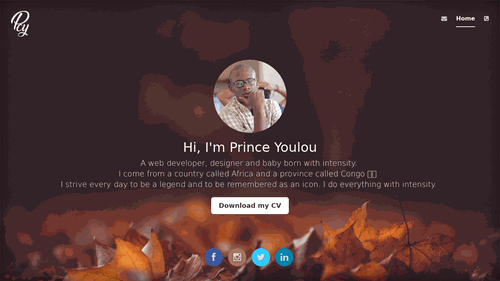 Pcy
Home
Hi, I'm Prince Youlou
A web developer, designer and baby born with intensity.
I come from a country called Africa and a province called Congo
I strive every day to be a legend and to be remembered as an icon. I do everything with intensity
Download my CV